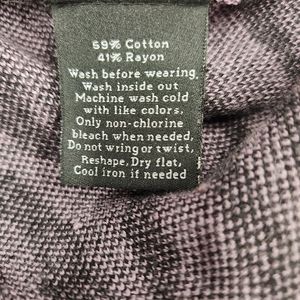 59% Cotton
41% Rayon
Wash before wearing.
Wash inside out
Machine wash cold
with like colors.
Only non-chlorine
bleach when needed,
Do not wring or twist,
Reshape, Dry flat,
Cool iron if needed